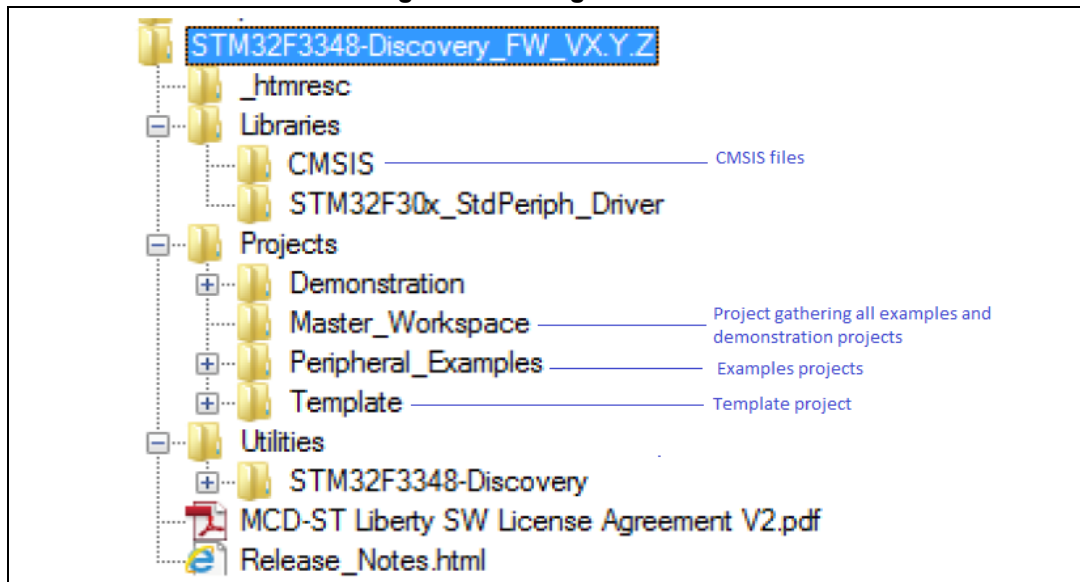 STM32F3348-Discovery_FW_VX.Y.Z
_htmresc
Libraries
CMSIS CMSIS files
STM32F30x_StdPeriph_Driver
Projects
Demonstration
Master_Workspace Project gathering all examples and
demonstration projects
Peripheral_Examples Examples projects
Template Template project
Utilities
STM32F3348-Discovery
MCD-ST Liberty SW License Agreement V2.pdf
Release_Notes.html